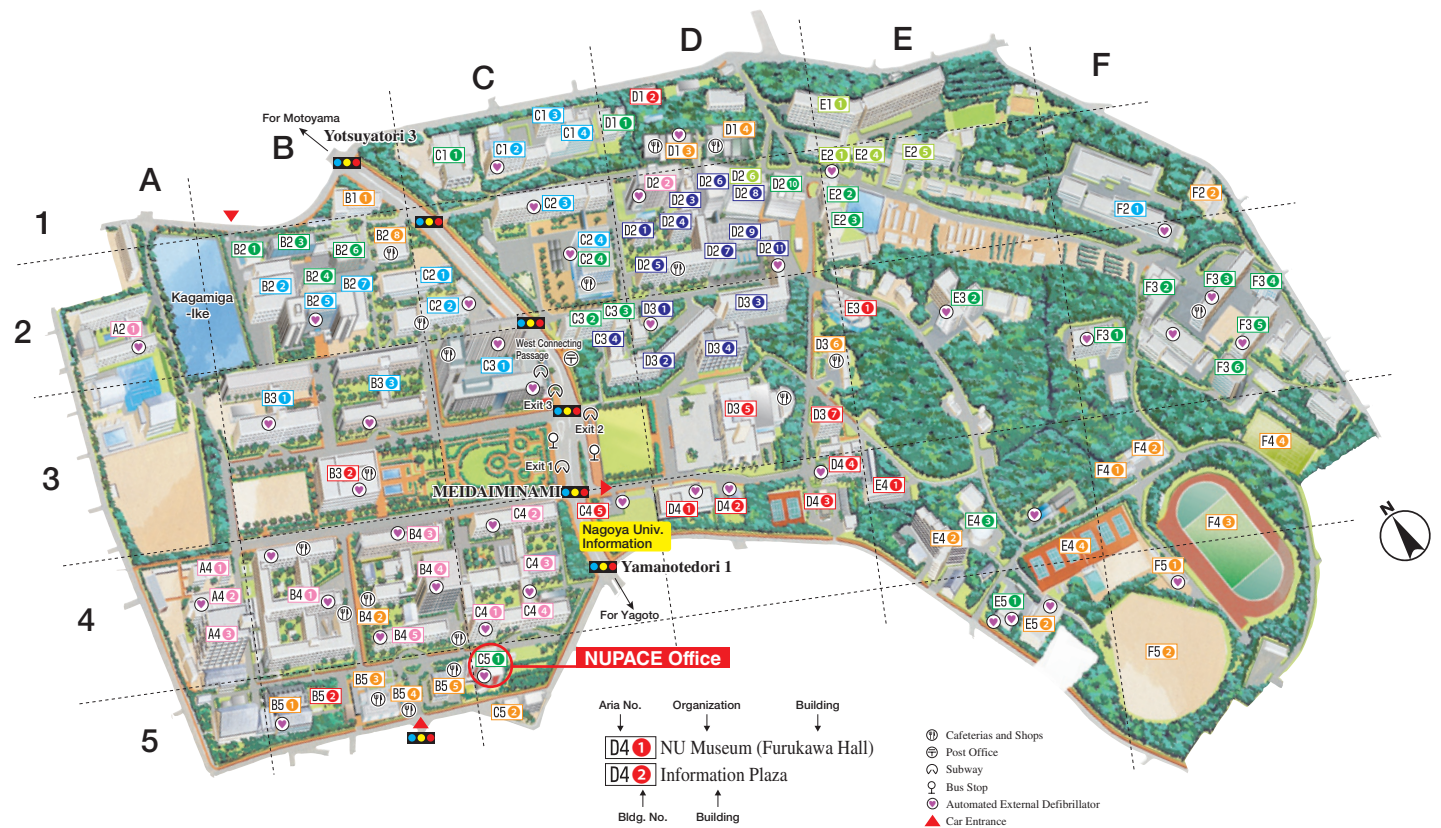 A
B
C
D
E
F
1
2
3
4
5
For Motoyama
Yotsuyatori 3
Kagamiga
-Ike
B1 1
B2 1
B2 3
B2 6
B2 8
B2 2
B2 4
B2 7
B2 5
A2 1
C1 1
C1 2
C1 3
C1 4
C2 1
C2 2
C2 3
C2 4
C2 4
D1 1
D1 2
D1 3
D1 4
D2 2
D2 6
D2 6
D2 8
D2 10
D2 3
D2 1
D2 4
D2 9
D2 7
D2 11
D2 5
E1 1
E2 1
E2 4
E2 5
E2 2
E2 3
F2 1
F2 2
F3 2
F3 3
F3 4
F3 5
F3 1
F3 6
E3 1
E3 2
C3 2
C3 3
C3 4
D3 1
D3 3
D3 2
D3 4
D3 6
D3 5
D3 7
West Connecting
Passage
C3 1
Exit 3
Exit 2
Exit 1
B3 1
B3 3
B3 2
MEIDAIMINAMI
C4 5
Nagoya Univ.
Information
D4 1
D4 2
D4 3
D4 4
E4 1
E4 2
E4 3
E4 4
F4 1
F4 2
F4 4
F4 3
F5 1
F5 2
E5 1
E5 2
Yamanotedori 1
For Yagoto
A4 1
A4 2
A4 3
B4 1
B4 2
B4 3
B4 4
B4 5
C4 2
C4 3
C4 1
C4 4
C5 1
NUPACE Office
B5 1
B5 2
B5 3
B5 4
B5 5
C5 2
Aria No.
Organization
Building
D4 1 NU Museum (Furukawa Hall)
D4 2 Information Plaza
Bldg. No.
Building
Cafeterias and Shops
Post Office
Subway
Bus Stop
Automated External Defibrillator
Car Entrance
N